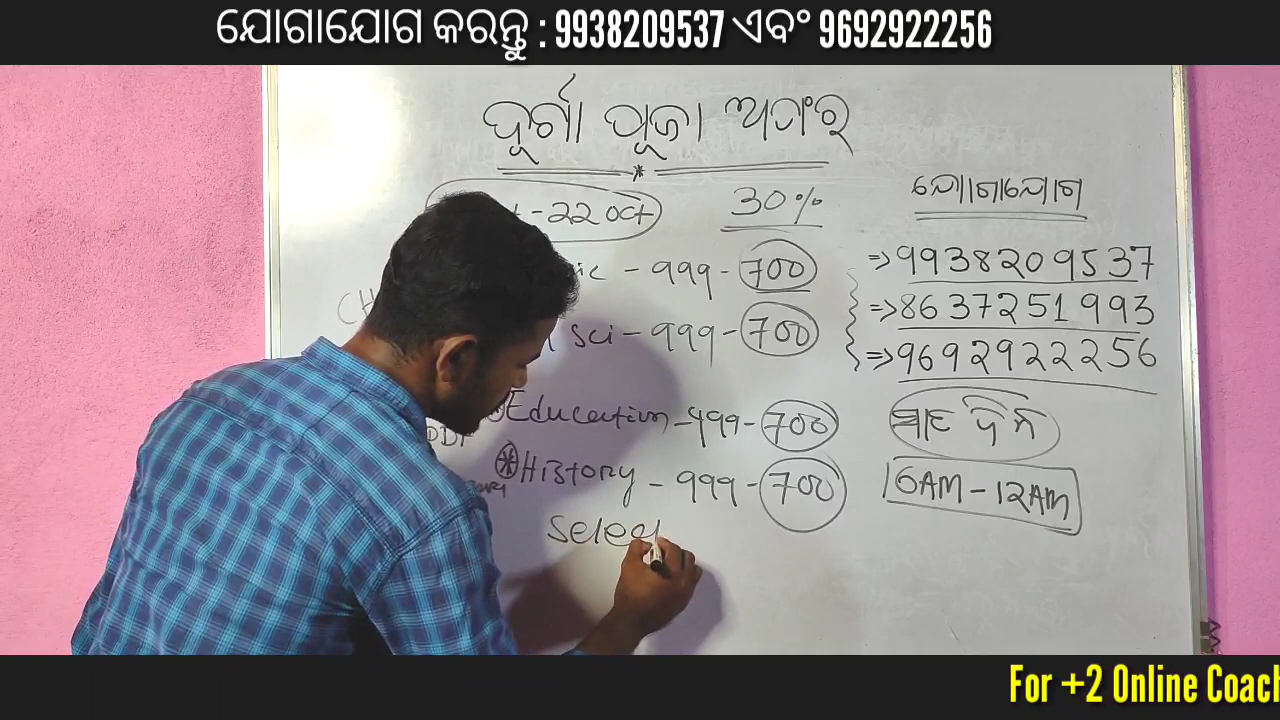 ଯୋଗାଯୋଗ କରନ୍ତୁ : 9938209537 ଏବଂ 9692922256
ଦୂର୍ଗା ପୂଜା ଅଫର୍
- 22 oct
30%
- 999 - 700
sci - 999 - 700
Education - 999 - 700
History - 999 - 700
Selec
ଯୋଗାଯୋଗ
⇒ 9938209537
⇒ 8637251993
⇒ 9692922256
ସାତ ଦିନ
6AM - 12AM
For +2 Online Coach